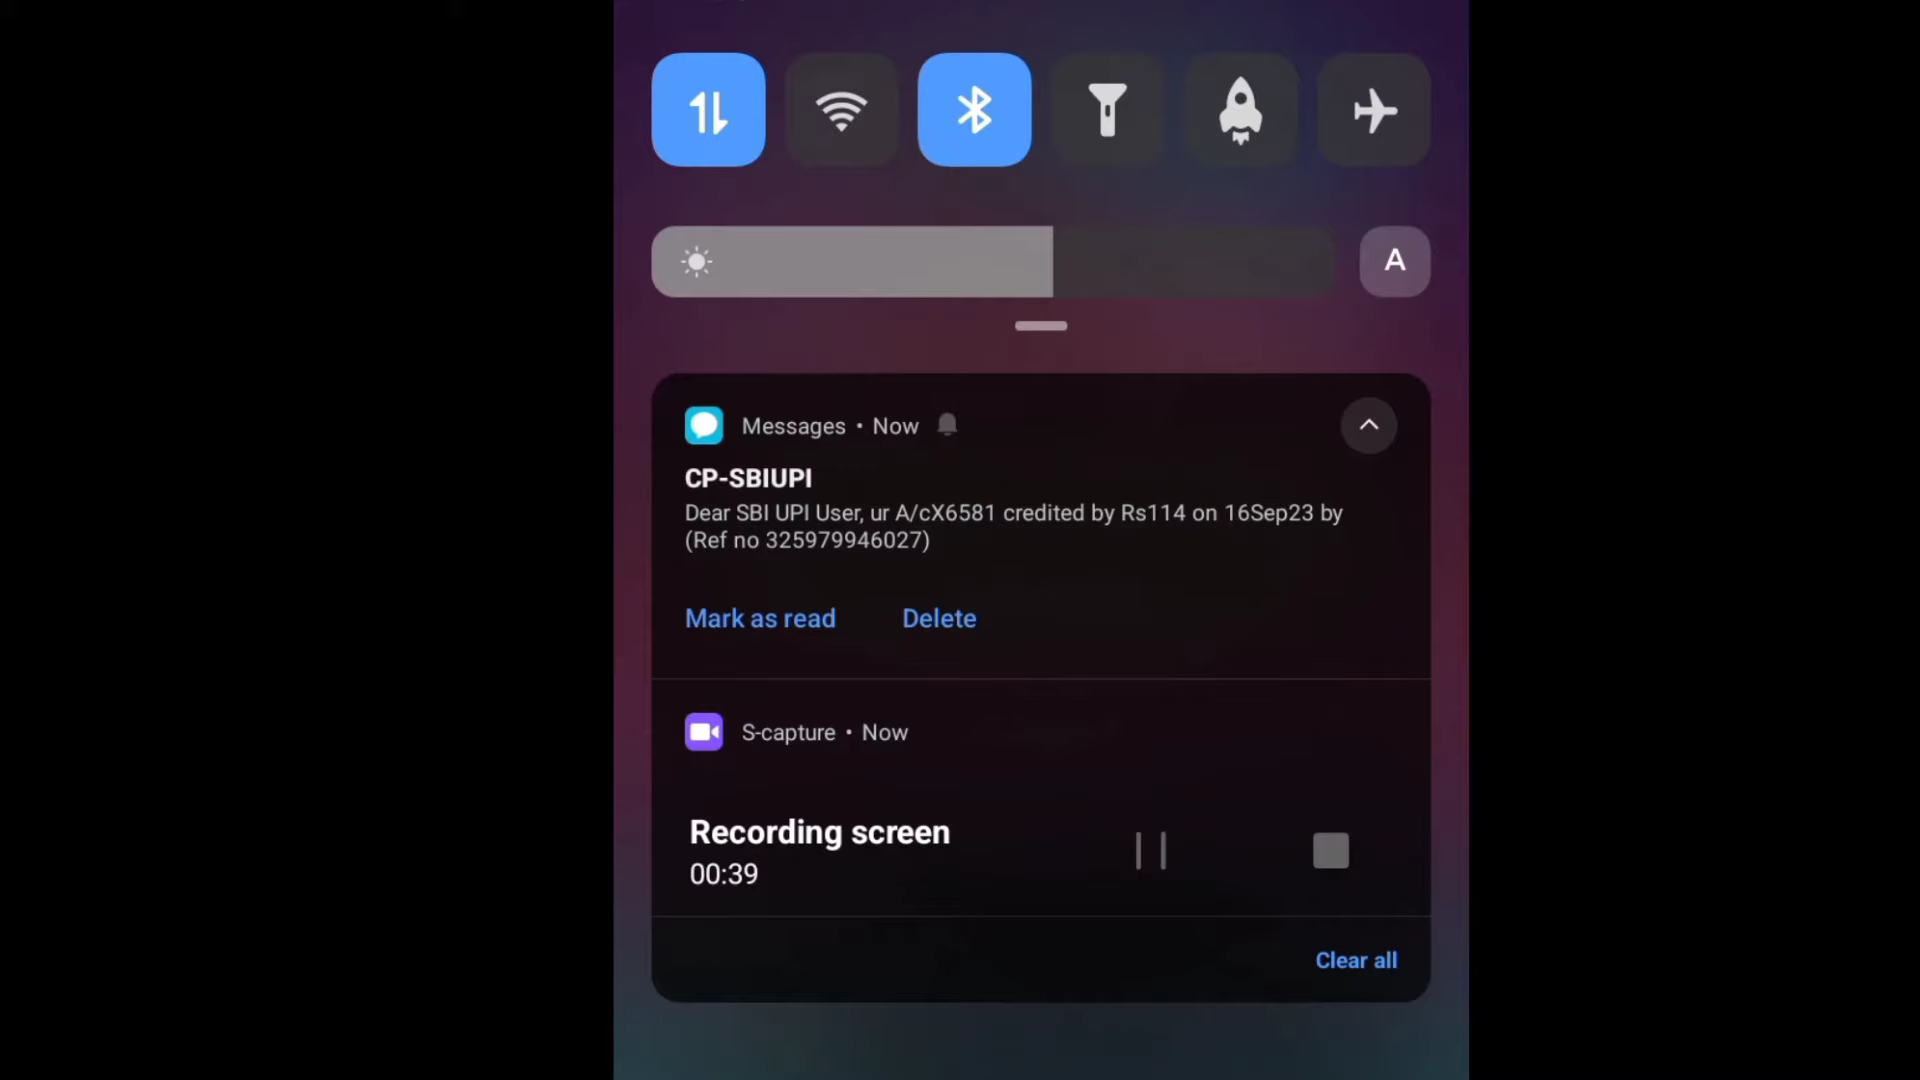 A
Messages • Now
CP-SBIUPI
Dear SBI UPI User, ur A/cX6581 credited by Rs114 on 16Sep23 by
(Ref no 325979946027)
Mark as read Delete
S-capture • Now
Recording screen
00:39
Clear all